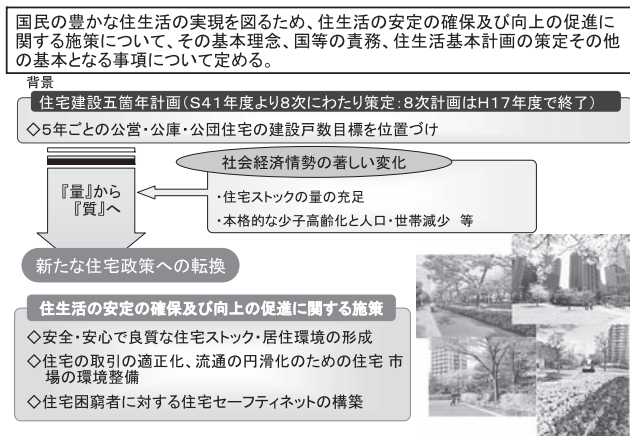 国民の豊かな住生活の実現を図るため、住生活の安定の確保及び向上の促進に
関する施策について、その基本理念、国等の責務、住生活基本計画の策定その他
の基本となる事項について定める。
背景
住宅建設五箇年計画（S41年度より8次にわたり策定：8次計画はH17年度で終了）
◇5年ごとの公営・公庫・公団住宅の建設戸数目標を位置づけ
社会経済情勢の著しい変化
・住宅ストックの量の充足
・本格的な少子高齢化と人口・世帯減少 等
『量』から
『質』へ
新たな住宅政策への転換
住生活の安定の確保及び向上の促進に関する施策
◇安全・安心で良質な住宅ストック・居住環境の形成
◇住宅の取引の適正化、流通の円滑化のための住宅 市
場の環境整備
◇住宅困窮者に対する住宅セーフティネットの構築